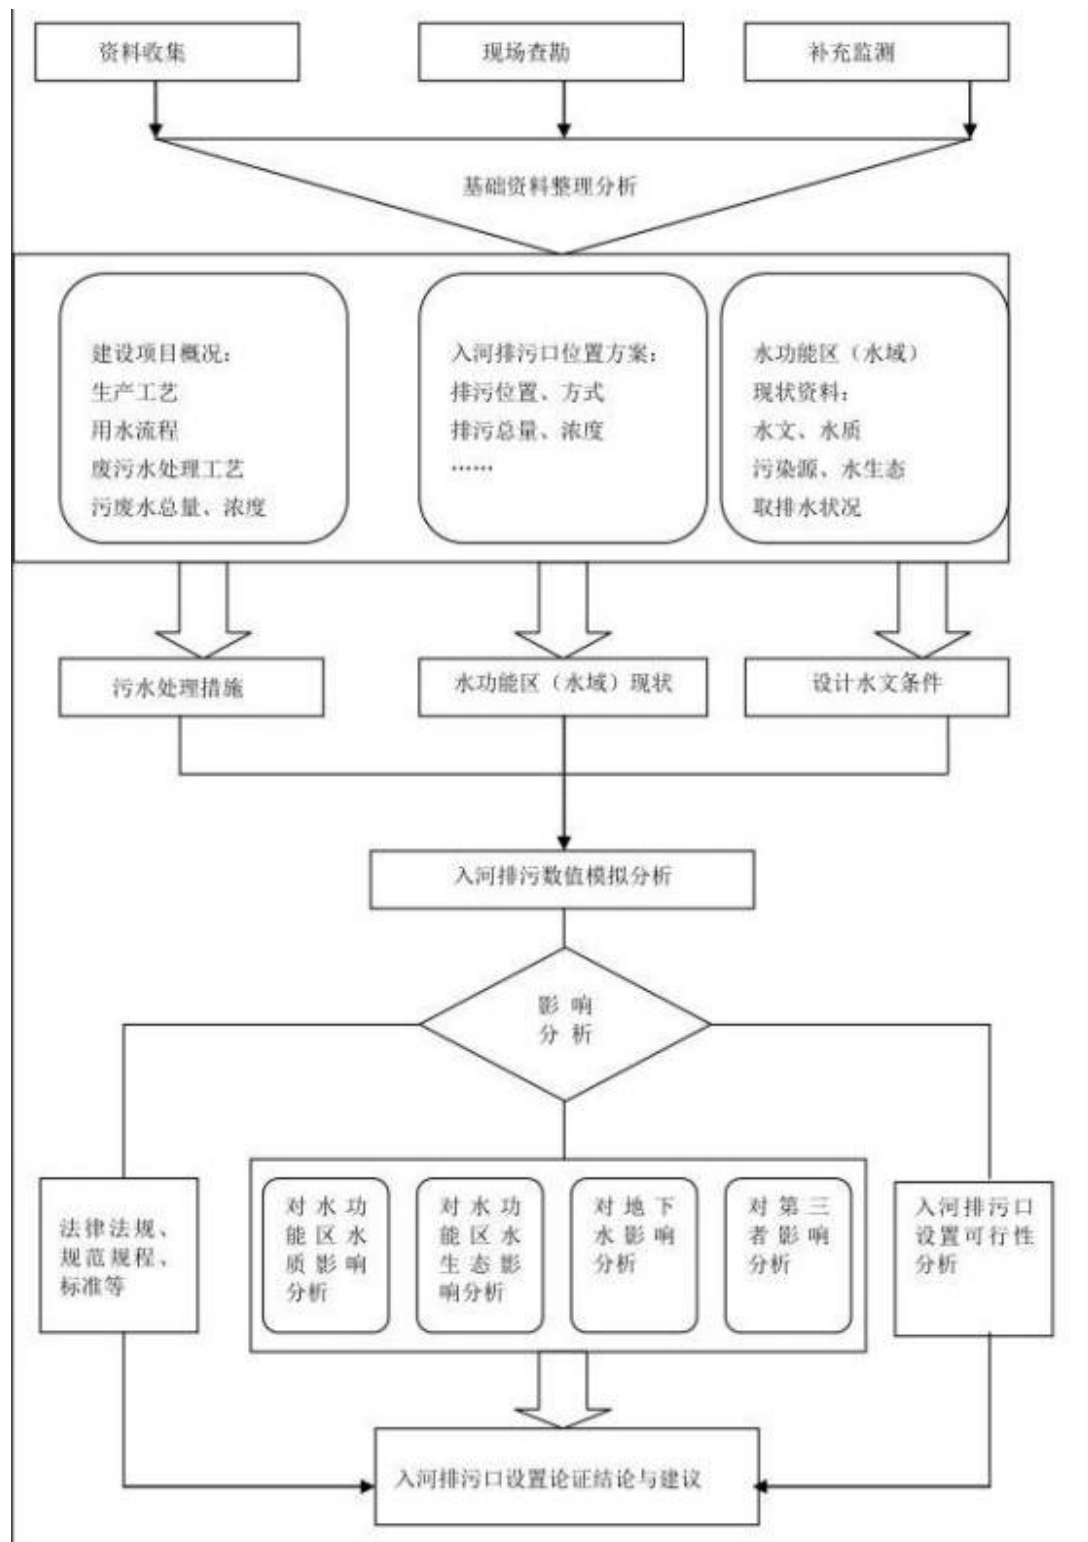 资料收集
现场查勘
补充监测
基础资料整理分析
建设项目概况：
生产工艺
用水流程
废污水处理工艺
污废水总量、浓度
入河排污口位置方案：
排污位置、方式
排污总量、浓度
……
水功能区（水域）
现状资料：
水文、水质
污染源、水生态
取排水状况
污水处理措施
水功能区（水域）现状
设计水文条件
入河排污数值模拟分析
影响
分析
法律法规、
规范规程、
标准等
对水功
能区水
质影响
分析
对水功
能区水
生态影
响分析
对地下
水影响
分析
对第三
者影响
分析
入河排污口
设置可行性
分析
入河排污口设置论证结论与建议